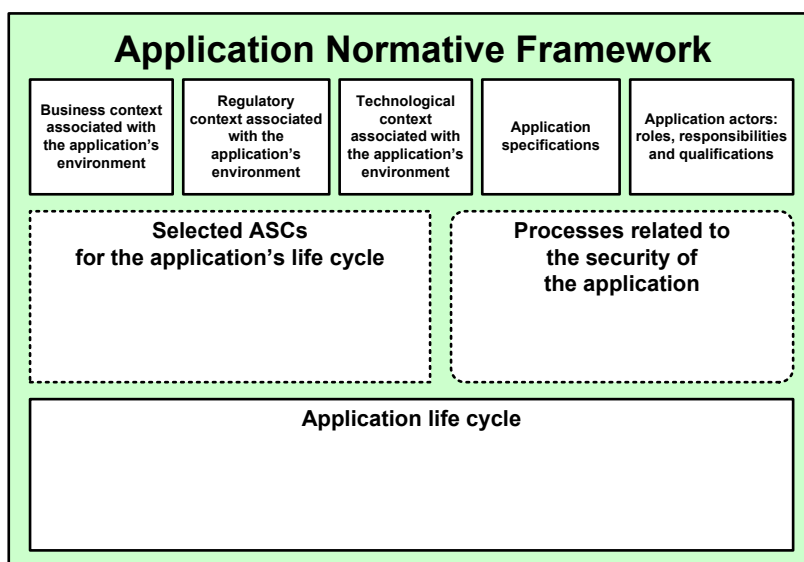 Application Normative Framework
Business context
associated with
the application’s
environment
Regulatory
context associated
with the
application’s
environment
Technological
context
associated with
the application’s
environment
Application
specifications
Application actors:
roles, responsibilities
and qualifications
Selected ASCs
for the application’s life cycle
Processes related to
the security of
the application
Application life cycle